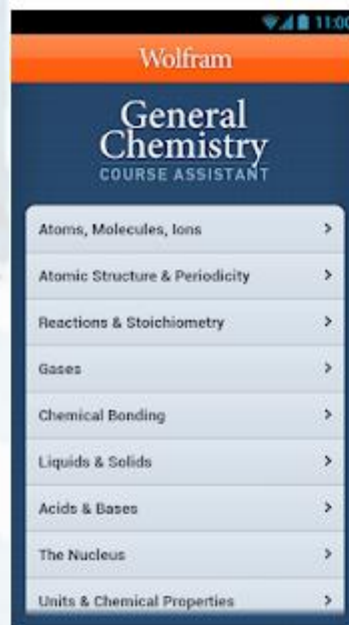 11:00
Wolfram
General
Chemistry
COURSE ASSISTANT
Atoms, Molecules, Ions
Atomic Structure & Periodicity
Reactions & Stoichiometry
Gases
Chemical Bonding
Liquids & Solids
Acids & Bases
The Nucleus
Units & Chemical Properties